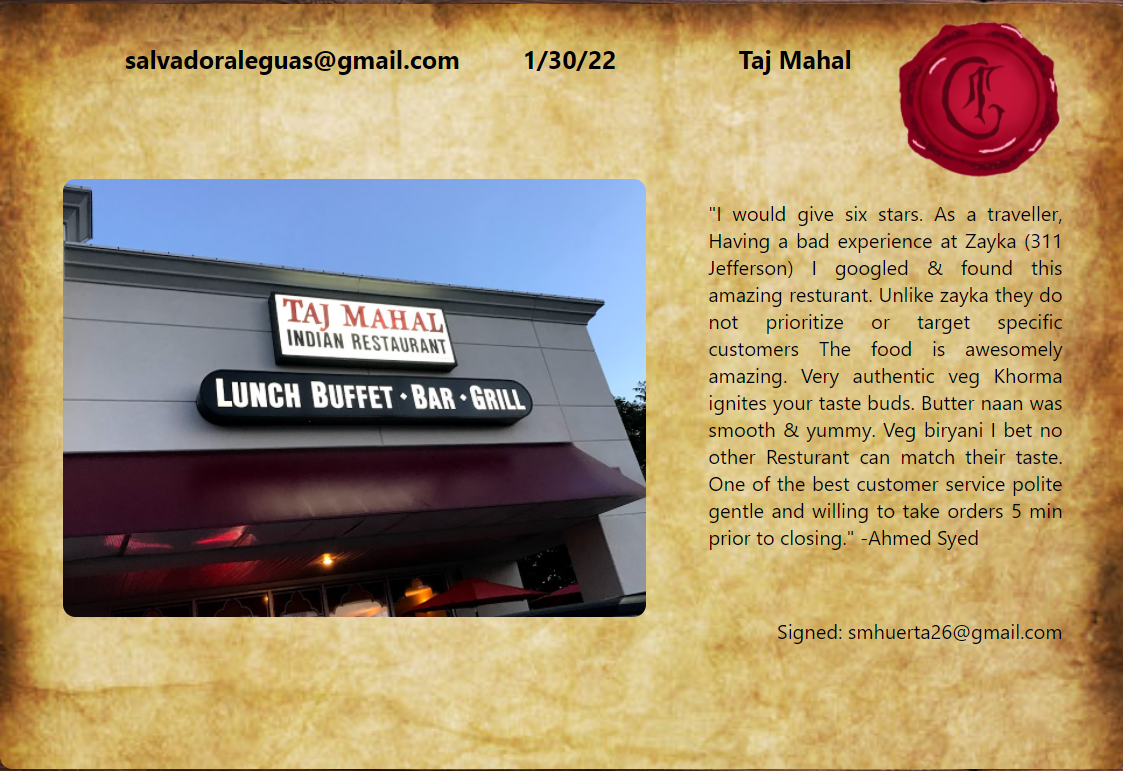 salvadoraleguas@gmail.com 1/30/22 Taj Mahal
TAJ MAHAL
INDIAN RESTAURANT
LUNCH BUFFET • BAR • GRILL
"I would give six stars. As a traveller,
Having a bad experience at Zayka (311
Jefferson) I googled & found this
amazing resturant. Unlike zayka they do
not prioritize or target specific
customers The food is awesomely
amazing. Very authentic veg Khorma
ignites your taste buds. Butter naan was
smooth & yummy. Veg biryani I bet no
other Resturant can match their taste.
One of the best customer service polite
gentle and willing to take orders 5 min
prior to closing." -Ahmed Syed
Signed: smhuerta26@gmail.com